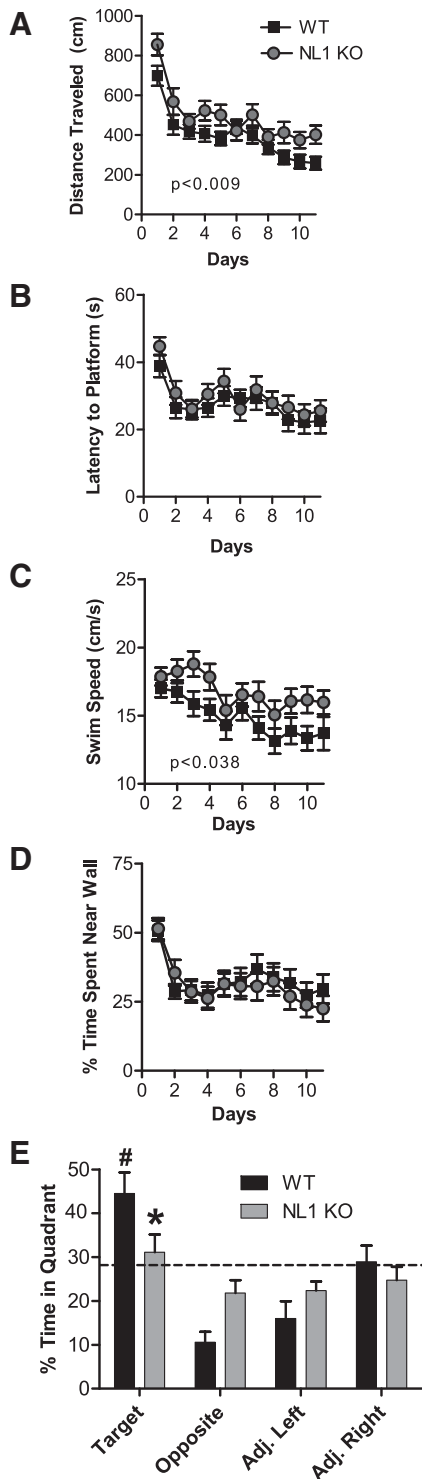 A
Distance Traveled (cm)
1000
800
600
400
200
0
WT
NL1 KO
p<0.009
0 2 4 6 8 10
Days
B
Latency to Platform (s)
60
40
20
0
0 2 4 6 8 10
Days
C
Swim Speed (cm/s)
25
20
15
10
p<0.038
0 2 4 6 8 10
Days
D
% Time Spent Near Wall
75
50
25
0
0 2 4 6 8 10
Days
E
% Time in Quadrant
50
40
30
20
10
0
#
*
WT
NL1 KO
Target
Opposite
Adj. Left
Adj. Right